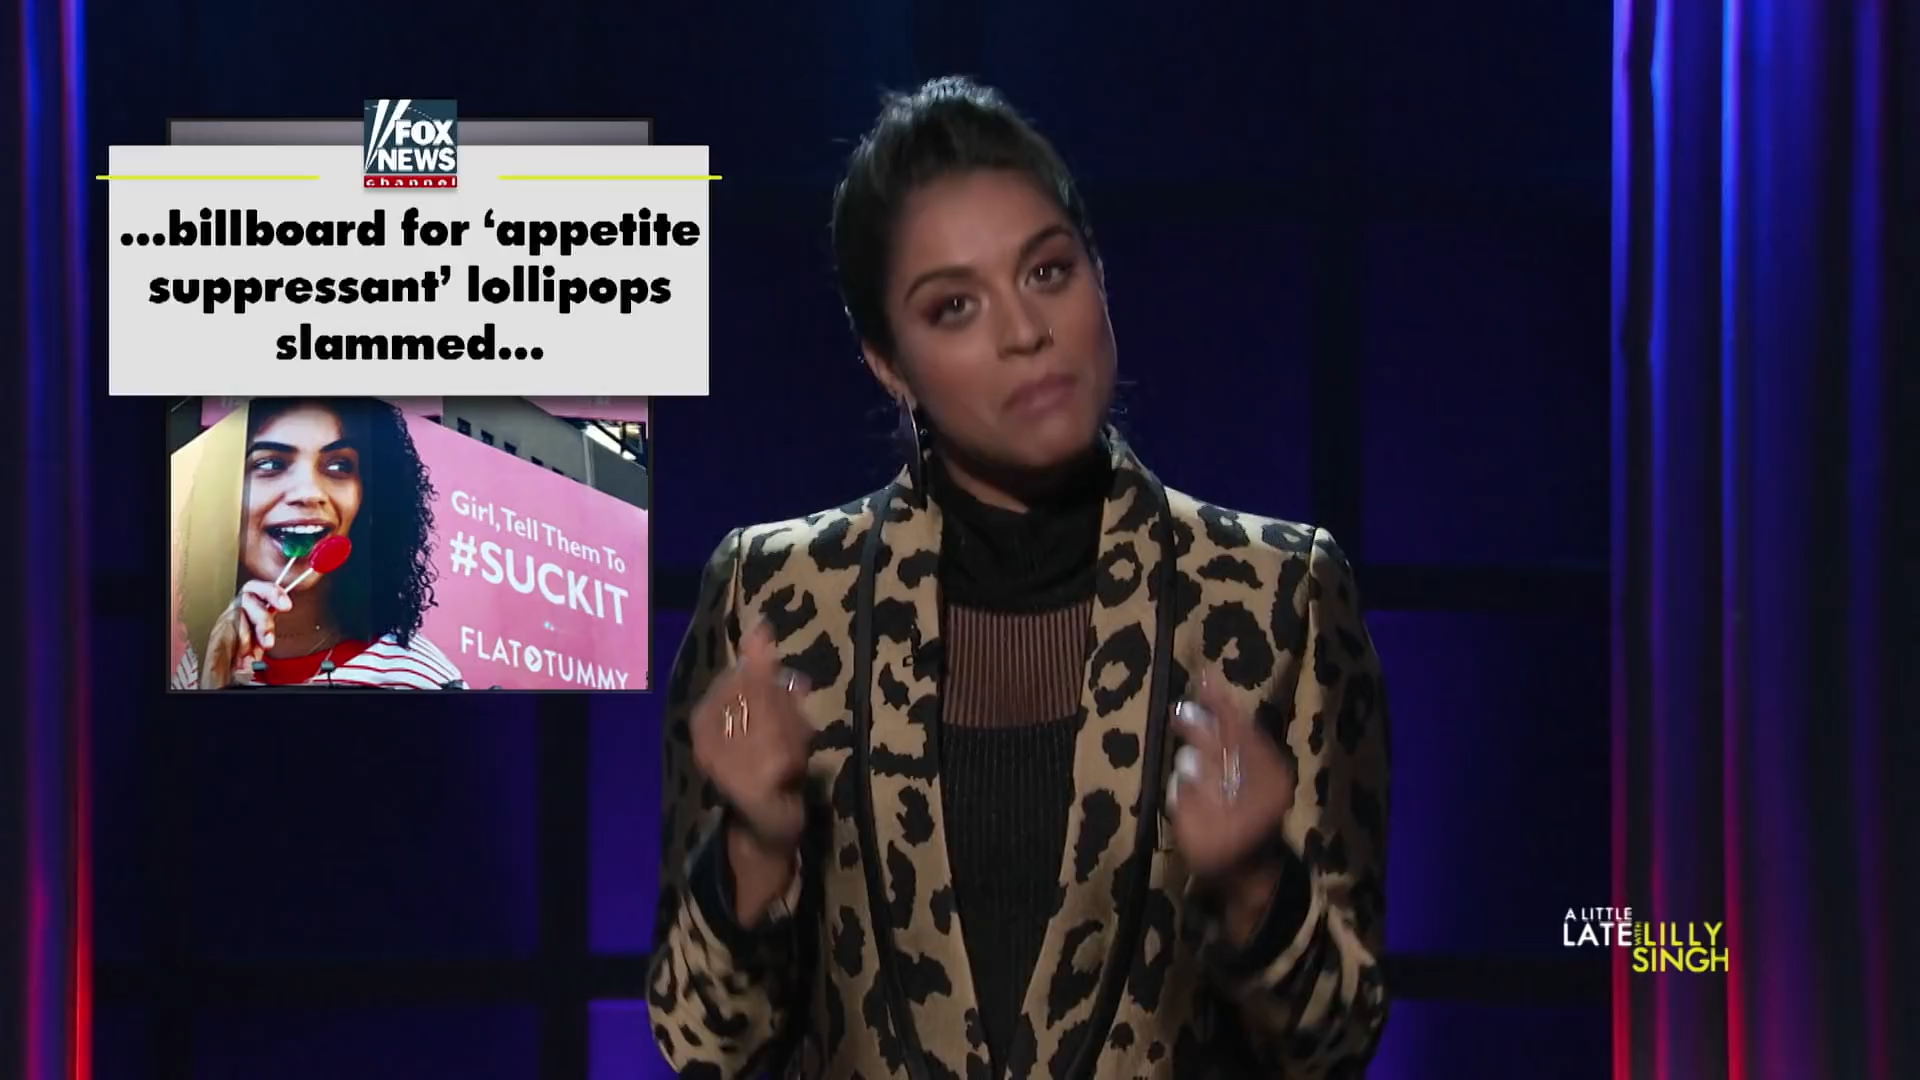 FOX
NEWS
channel
...billboard for ‘appetite
suppressant’ lollipops
slammed...
Girl, Tell Them To
#SUCKIT
FLATTUMMY
A LITTLE
LATE WITH LILLY
SINGH